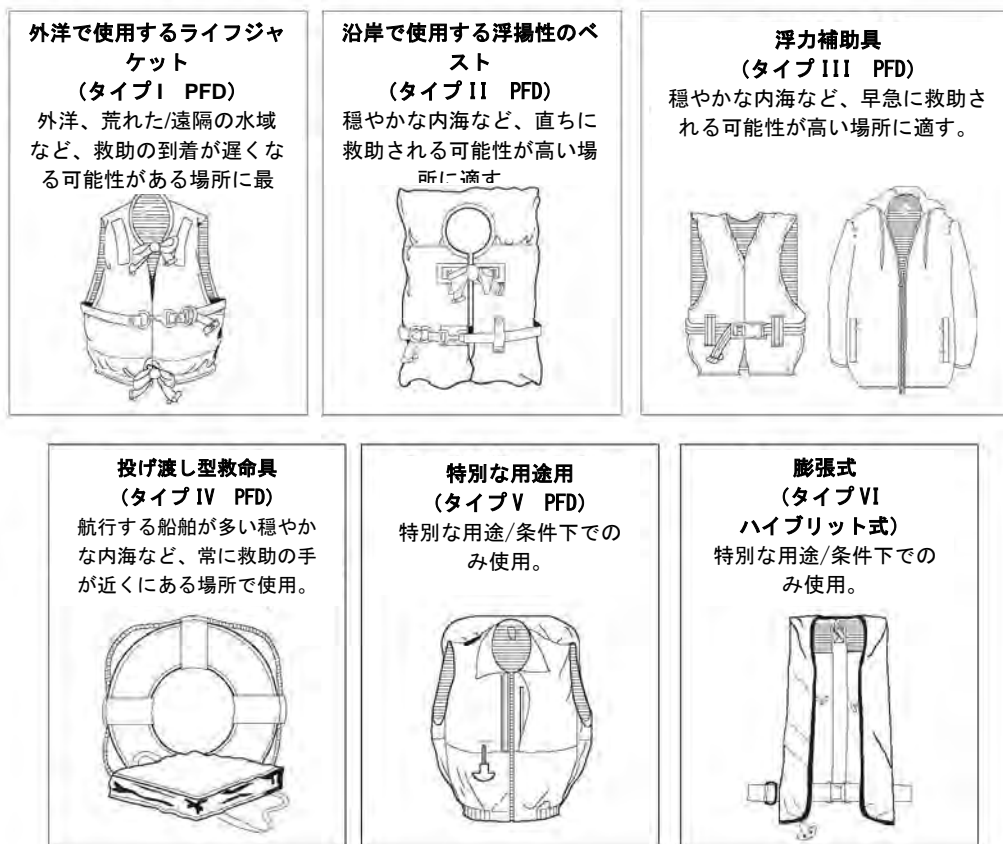 外洋で使用するライフジャ
ケット
(タイプI PFD)
外洋、荒れた/遠隔の水域
など、救助の到着が遅くな
る可能性がある場所に最
沿岸で使用する浮揚性のベ
スト
(タイプII PFD)
穏やかな内海など、直ちに
救助される可能性が高い場
所に適す
浮力補助具
(タイプIII PFD)
穏やかな内海など、早急に救助さ
れる可能性が高い場所に適す。
投げ渡し型救命具
(タイプIV PFD)
航行する船舶が多い穏やか
な内海など、常に救助の手
が近くにある場所で使用。
特別な用途用
(タイプV PFD)
特別な用途/条件下での
み使用。
膨張式
(タイプVI
ハイブリット式)
特別な用途/条件下での
み使用。